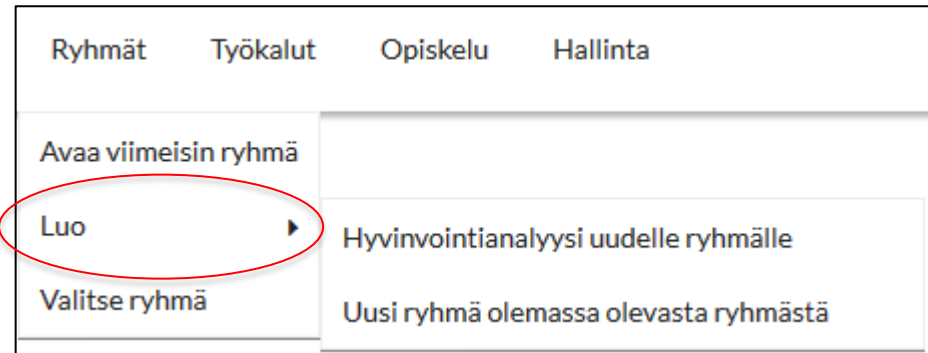 Ryhmät Työkalut Opiskelu Hallinta
Avaa viimeisin ryhmä
Luo
Hyvinvointianalyysi uudelle ryhmälle
Valitse ryhmä
Uusi ryhmä olemassa olevasta ryhmästä